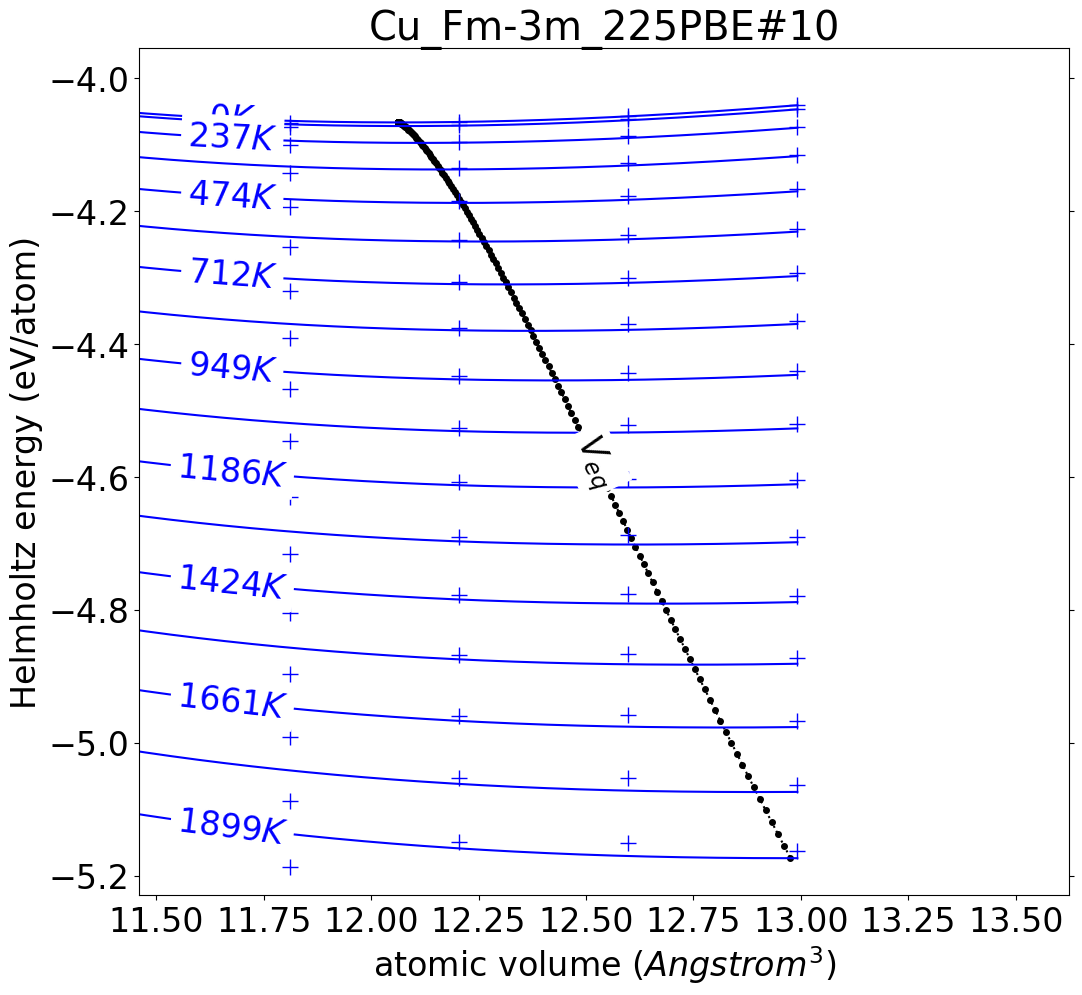 Cu_Fm-3m_225PBE#10
Helmholtz energy (eV/atom)
−4.0
−4.2
−4.4
−4.6
−4.8
−5.0
−5.2
0K
237K
474K
712K
949K
1186K
1424K
1661K
1899K
V_eq
11.50 11.75 12.00 12.25 12.50 12.75 13.00 13.25 13.50
atomic volume (Angstrom³)